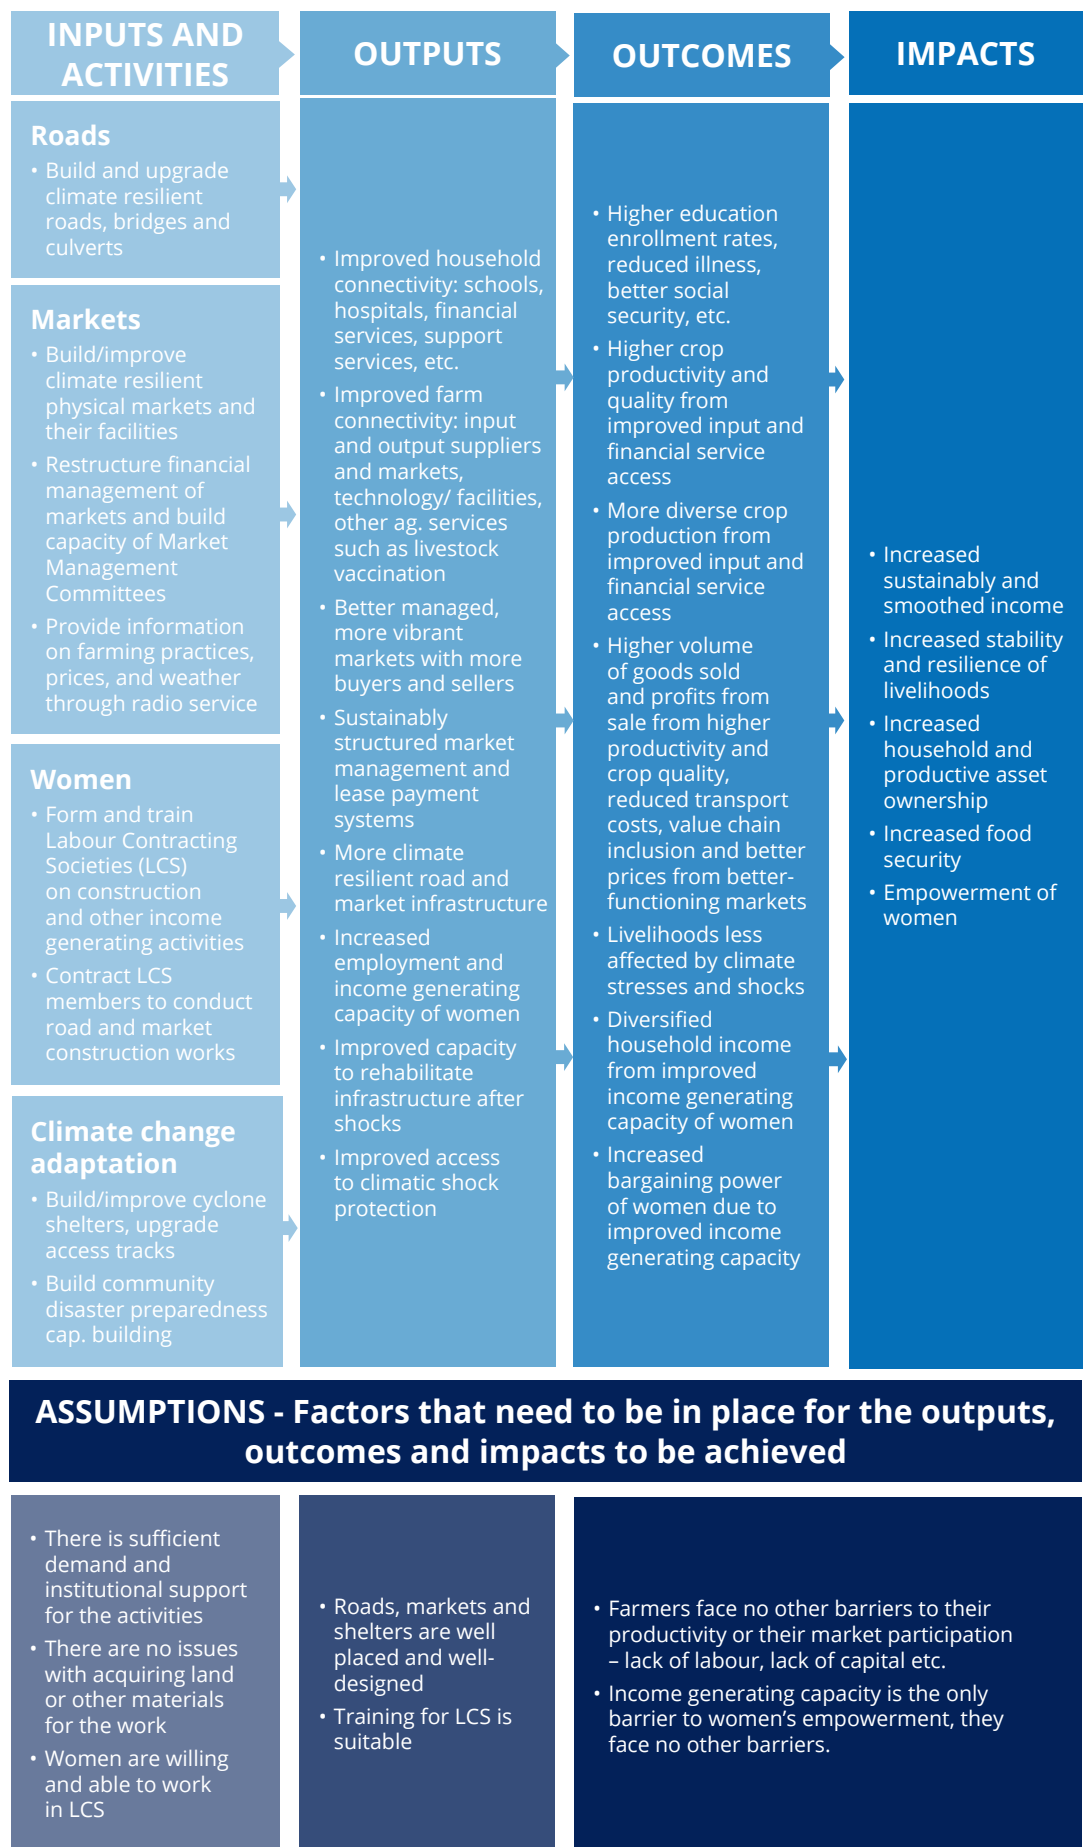 INPUTS AND
ACTIVITIES
OUTPUTS
OUTCOMES
IMPACTS
Roads
• Build and upgrade
climate resilient
roads, bridges and
culverts
Markets
• Build/improve
climate resilient
physical markets and
their facilities
• Restructure financial
management of
markets and build
capacity of Market
Management
Committees
• Provide information
on farming practices,
prices, and weather
through radio service
Women
• Form and train
Labour Contracting
Societies (LCS)
on construction
and other income
generating activities
• Contract LCS
members to conduct
road and market
construction works
Climate change
adaptation
• Build/improve cyclone
shelters, upgrade
access tracks
• Build community
disaster preparedness
cap. building
• Improved household
connectivity: schools,
hospitals, financial
services, support
services, etc.
• Improved farm
connectivity: input
and output suppliers
and markets,
technology/ facilities,
other ag. services
such as livestock
vaccination
• Better managed,
more vibrant
markets with more
buyers and sellers
• Sustainably
structured market
management and
lease payment
systems
• More climate
resilient road and
market infrastructure
• Increased
employment and
income generating
capacity of women
• Improved capacity
to rehabilitate
infrastructure after
shocks
• Improved access
to climatic shock
protection
• Higher education
enrollment rates,
reduced illness,
better social
security, etc.
• Higher crop
productivity and
quality from
improved input and
financial service
access
• More diverse crop
production from
improved input and
financial service
access
• Higher volume
of goods sold
and profits from
sale from higher
productivity and
crop quality,
reduced transport
costs, value chain
inclusion and better
prices from better-
functioning markets
• Livelihoods less
affected by climate
stresses and shocks
• Diversified
household income
from improved
income generating
capacity of women
• Increased
bargaining power
of women due to
improved income
generating capacity
• Increased
sustainably and
smoothed income
• Increased stability
and resilience of
livelihoods
• Increased
household and
productive asset
ownership
• Increased food
security
• Empowerment of
women
ASSUMPTIONS - Factors that need to be in place for the outputs,
outcomes and impacts to be achieved
• There is sufficient
demand and
institutional support
for the activities
• There are no issues
with acquiring land
or other materials
for the work
• Women are willing
and able to work
in LCS
• Roads, markets and
shelters are well
placed and well-
designed
• Training for LCS is
suitable
• Farmers face no other barriers to their
productivity or their market participation
– lack of labour, lack of capital etc.
• Income generating capacity is the only
barrier to women’s empowerment, they
face no other barriers.